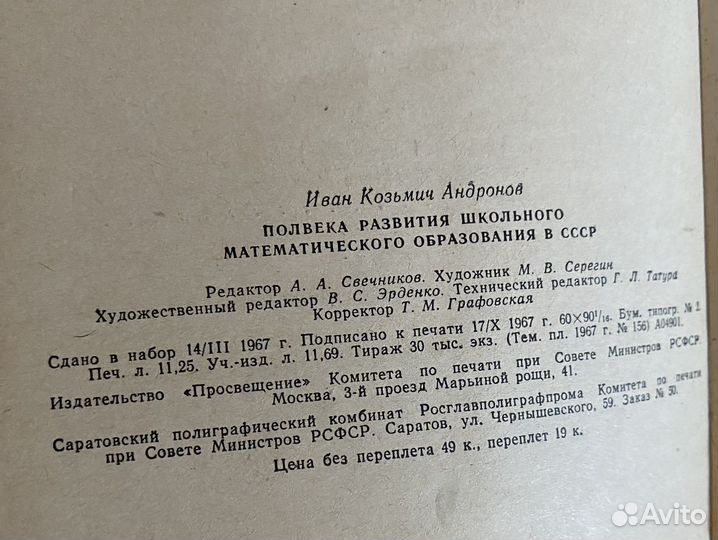 Иван Козьмич Андронов
ПОЛВЕКА РАЗВИТИЯ ШКОЛЬНОГО
МАТЕМАТИЧЕСКОГО ОБРАЗОВАНИЯ В СССР
Редактор А. А. Свечников. Художник М. В. Серегин
Художественный редактор В. С. Эрденко. Технический редактор Г. Л. Татура
Корректор Т. М. Графовская
Сдано в набор 14/III 1967 г. Подписано к печати 17/X 1967 г. 60×90¹/₁₆. Бум. типогр. № 2.
Печ. л. 11,25. Уч.-изд. л. 11,69. Тираж 30 тыс. экз. (Тем. пл. 1967 г. № 156) А04901.
Издательство «Просвещение» Комитета по печати при Совете Министров РСФСР.
Москва, 3-й проезд Марьиной рощи, 41.
Саратовский полиграфический комбинат Росглавполиграфпрома Комитета по печати
при Совете Министров РСФСР. Саратов, ул. Чернышевского, 59. Заказ № 50.
Цена без переплета 49 к., переплет 19 к.
Avito